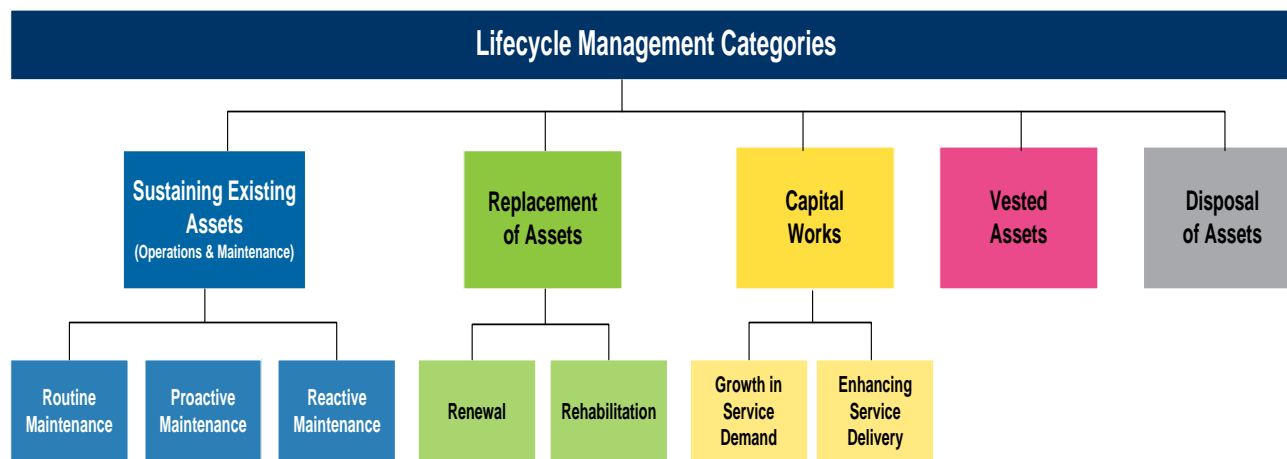 Lifecycle Management Categories
Sustaining Existing
Assets
(Operations & Maintenance)
Replacement
of Assets
Capital
Works
Vested
Assets
Disposal
of Assets
Routine
Maintenance
Proactive
Maintenance
Reactive
Maintenance
Renewal
Rehabilitation
Growth in
Service
Demand
Enhancing
Service
Delivery